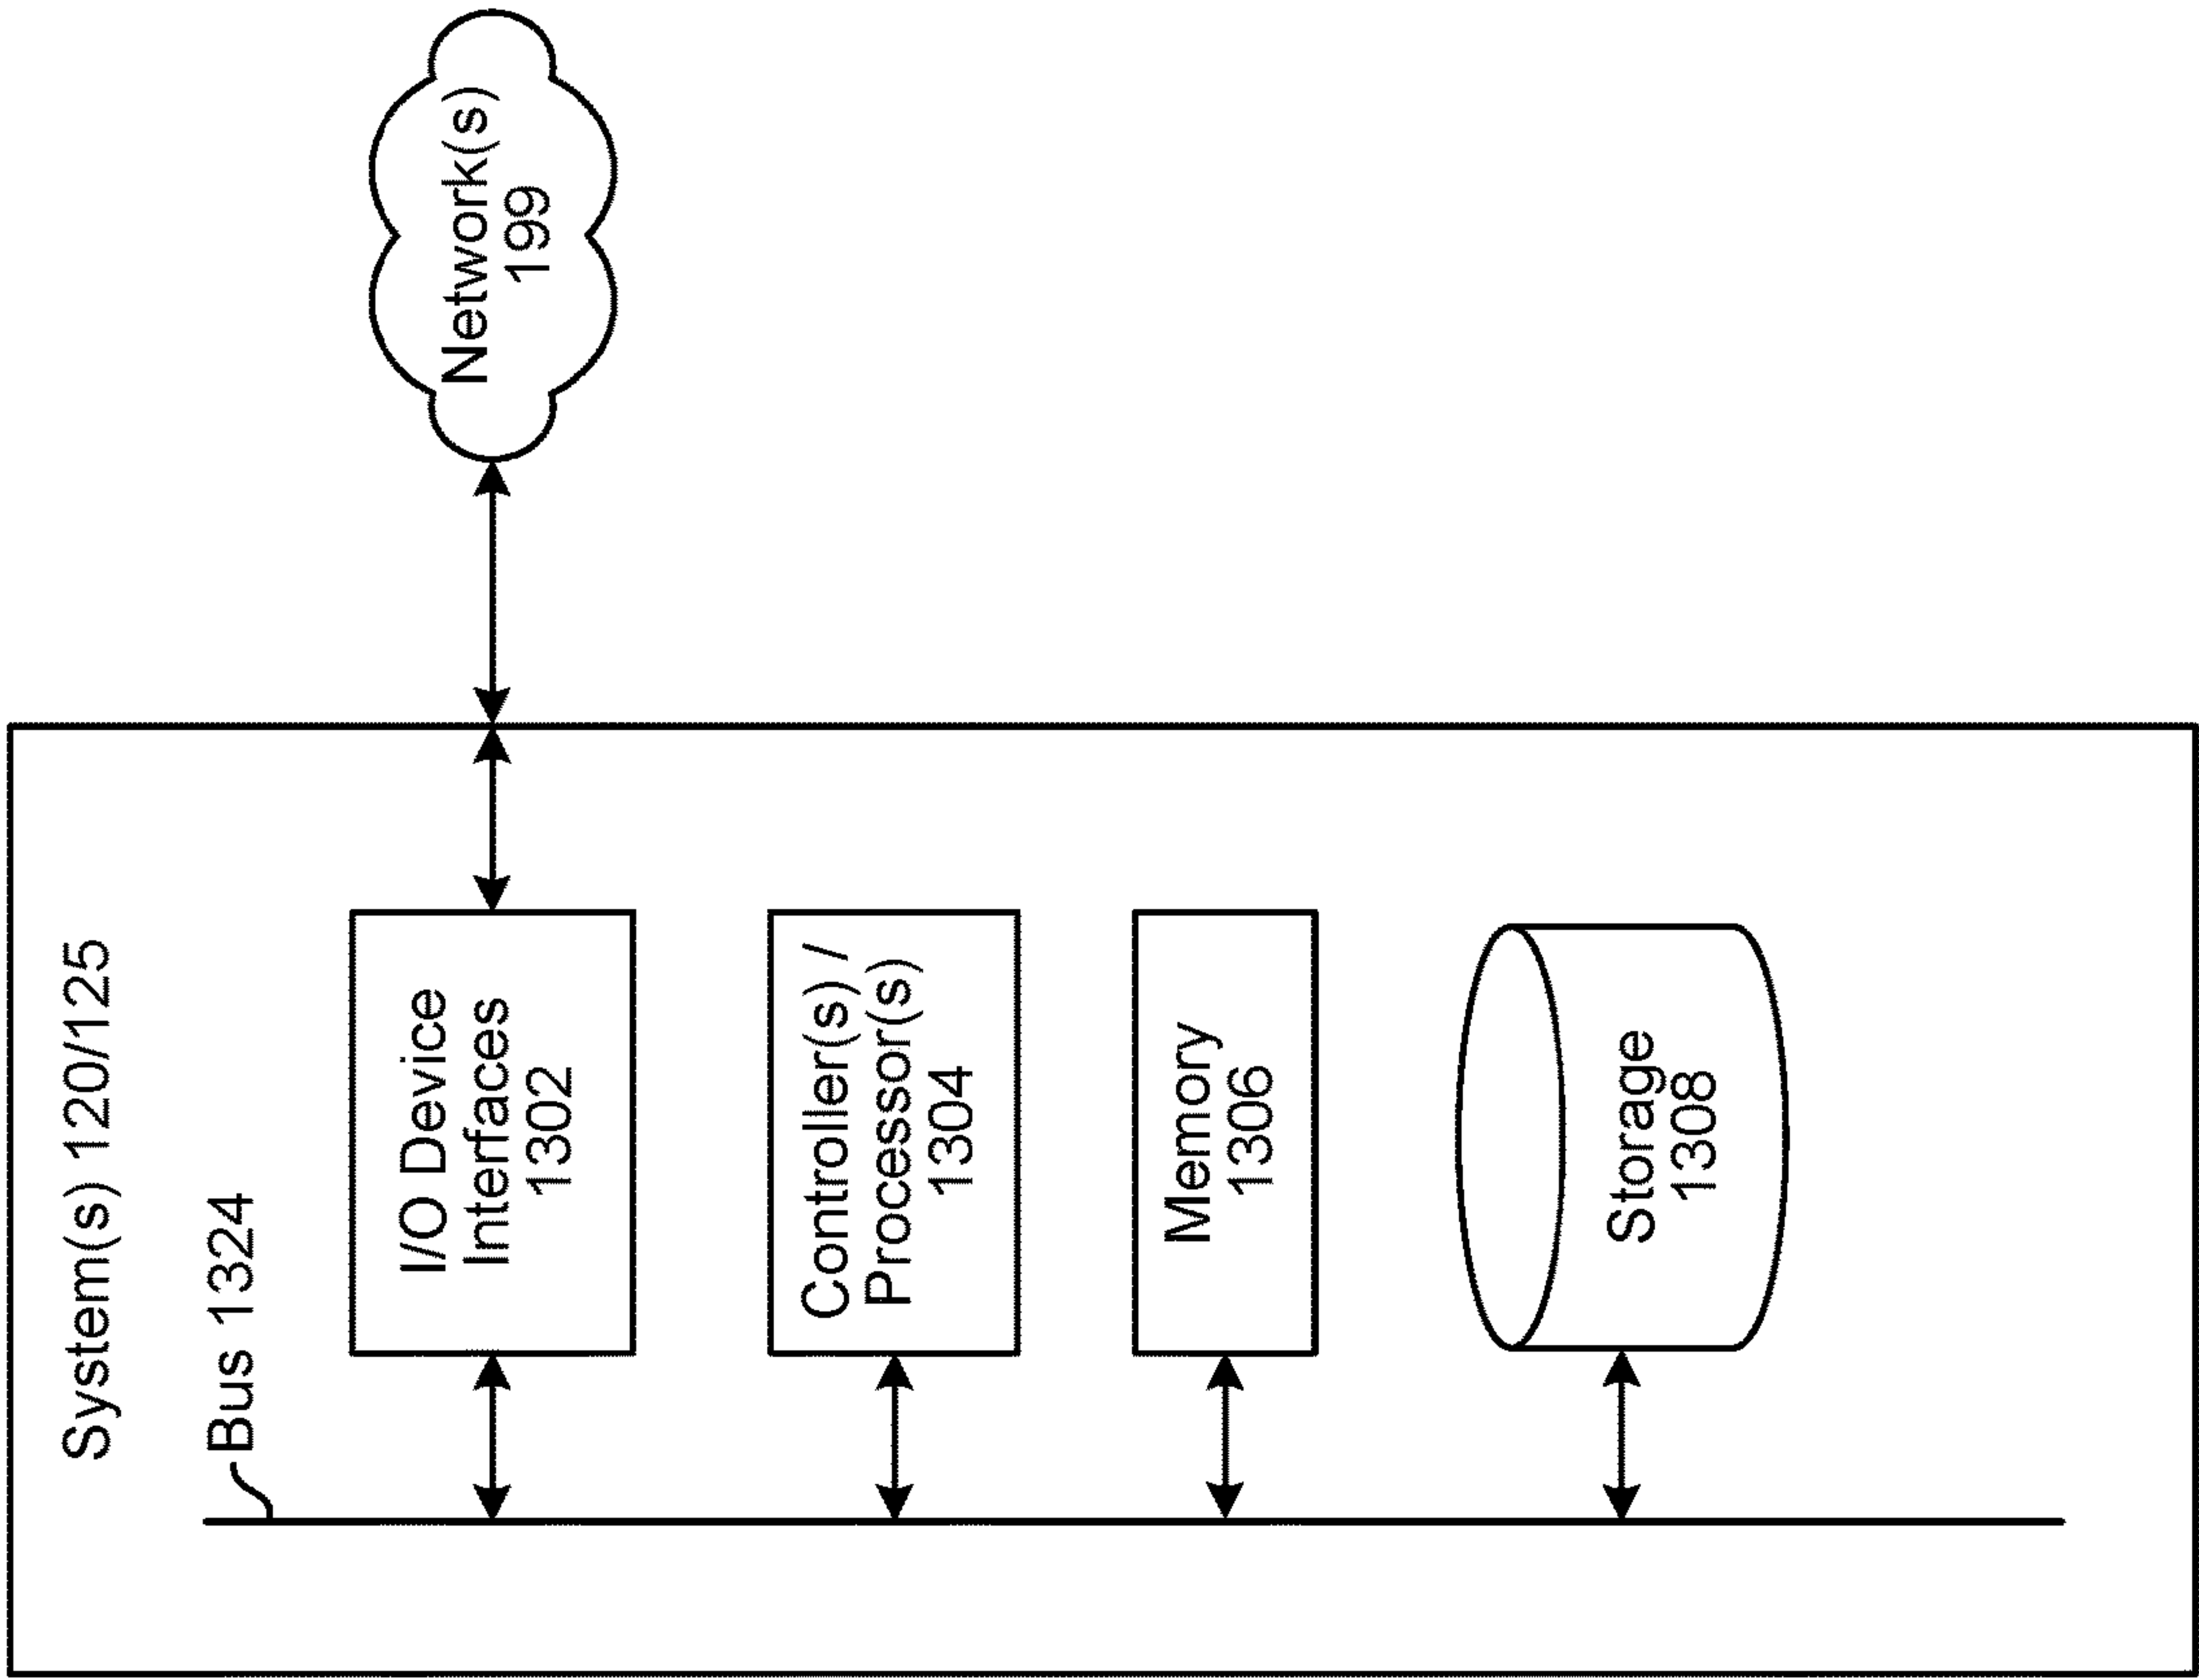 System(s) 120/125
Bus 1324
I/O Device
Interfaces
1302
Controller(s) /
Processor(s)
1304
Memory
1306
Storage
1308
Network(s)
199